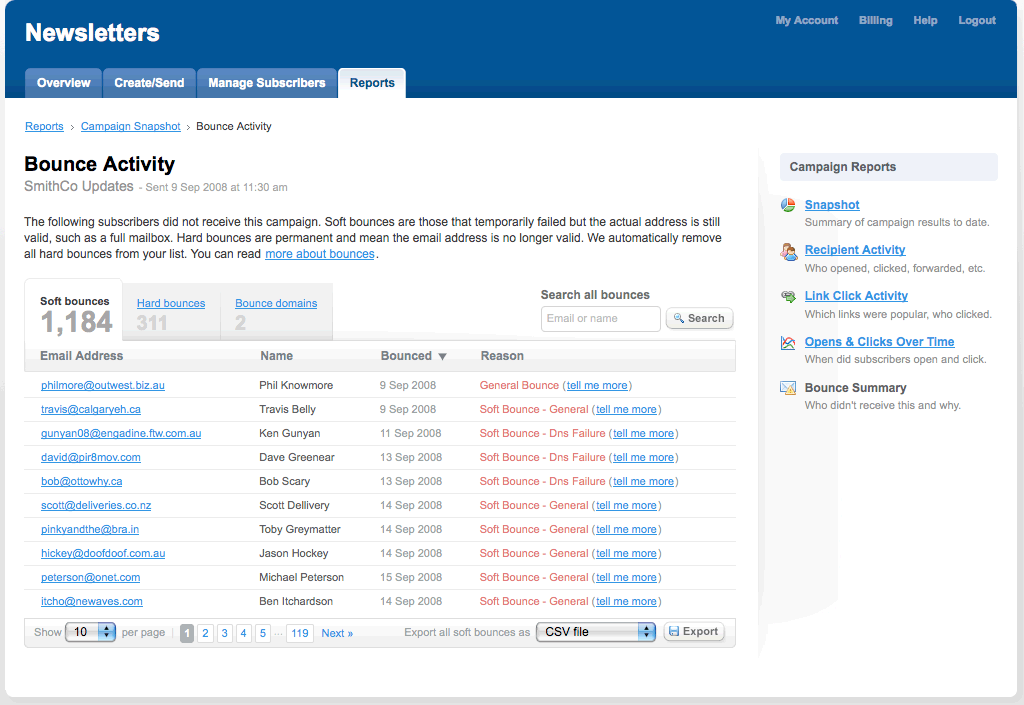 My Account Billing Help Logout
Newsletters
Overview Create/Send Manage Subscribers Reports
Reports › Campaign Snapshot › Bounce Activity
Bounce Activity
SmithCo Updates - Sent 9 Sep 2008 at 11:30 am
The following subscribers did not receive this campaign. Soft bounces are those that temporarily failed but the actual address is still
valid, such as a full mailbox. Hard bounces are permanent and mean the email address is no longer valid. We automatically remove
all hard bounces from your list. You can read more about bounces.
Soft bounces
1,184
Hard bounces
311
Bounce domains
2
Search all bounces
Email or name Search
Email Address Name Bounced ▼ Reason
philmore@outwest.biz.au Phil Knowmore 9 Sep 2008 General Bounce (tell me more)
travis@calgaryeh.ca Travis Belly 9 Sep 2008 Soft Bounce - General (tell me more)
gunyan08@engadine.ftw.com.au Ken Gunyan 11 Sep 2008 Soft Bounce - Dns Failure (tell me more)
david@pir8mov.com Dave Greenear 13 Sep 2008 Soft Bounce - Dns Failure (tell me more)
bob@ottowhy.ca Bob Scary 13 Sep 2008 Soft Bounce - Dns Failure (tell me more)
scott@deliveries.co.nz Scott Dellivery 14 Sep 2008 Soft Bounce - General (tell me more)
pinkyandthe@bra.in Toby Greymatter 14 Sep 2008 Soft Bounce - General (tell me more)
hickey@doofdoof.com.au Jason Hockey 14 Sep 2008 Soft Bounce - General (tell me more)
peterson@onet.com Michael Peterson 15 Sep 2008 Soft Bounce - General (tell me more)
itcho@newaves.com Ben Itchardson 14 Sep 2008 Soft Bounce - General (tell me more)
Show 10 per page | 1 2 3 4 5 ... 119 Next » Export all soft bounces as CSV file Export
Campaign Reports
Snapshot
Summary of campaign results to date.
Recipient Activity
Who opened, clicked, forwarded, etc.
Link Click Activity
Which links were popular, who clicked.
Opens & Clicks Over Time
When did subscribers open and click.
Bounce Summary
Who didn't receive this and why.